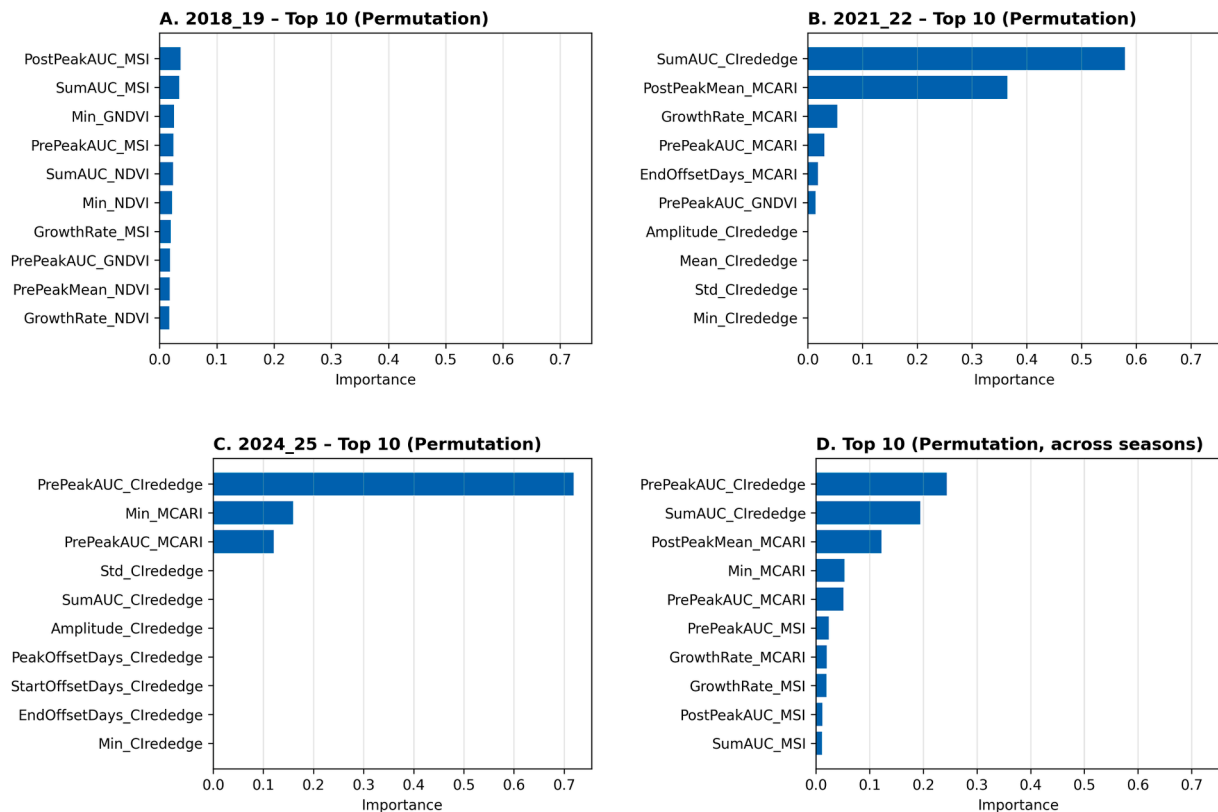 A. 2018_19 – Top 10 (Permutation)
PostPeakAUC_MSI
SumAUC_MSI
Min_GNDVI
PrePeakAUC_MSI
SumAUC_NDVI
Min_NDVI
GrowthRate_MSI
PrePeakAUC_GNDVI
PrePeakMean_NDVI
GrowthRate_NDVI
0.0 0.1 0.2 0.3 0.4 0.5 0.6 0.7
Importance
B. 2021_22 – Top 10 (Permutation)
SumAUC_CIrededge
PostPeakMean_MCARI
GrowthRate_MCARI
PrePeakAUC_MCARI
EndOffsetDays_MCARI
PrePeakAUC_GNDVI
Amplitude_CIrededge
Mean_CIrededge
Std_CIrededge
Min_CIrededge
0.0 0.1 0.2 0.3 0.4 0.5 0.6 0.7
Importance
C. 2024_25 – Top 10 (Permutation)
PrePeakAUC_CIrededge
Min_MCARI
PrePeakAUC_MCARI
Std_CIrededge
SumAUC_CIrededge
Amplitude_CIrededge
PeakOffsetDays_CIrededge
StartOffsetDays_CIrededge
EndOffsetDays_CIrededge
Min_CIrededge
0.0 0.1 0.2 0.3 0.4 0.5 0.6 0.7
Importance
D. Top 10 (Permutation, across seasons)
PrePeakAUC_CIrededge
SumAUC_CIrededge
PostPeakMean_MCARI
Min_MCARI
PrePeakAUC_MCARI
PrePeakAUC_MSI
GrowthRate_MCARI
GrowthRate_MSI
PostPeakAUC_MSI
SumAUC_MSI
0.0 0.1 0.2 0.3 0.4 0.5 0.6 0.7
Importance